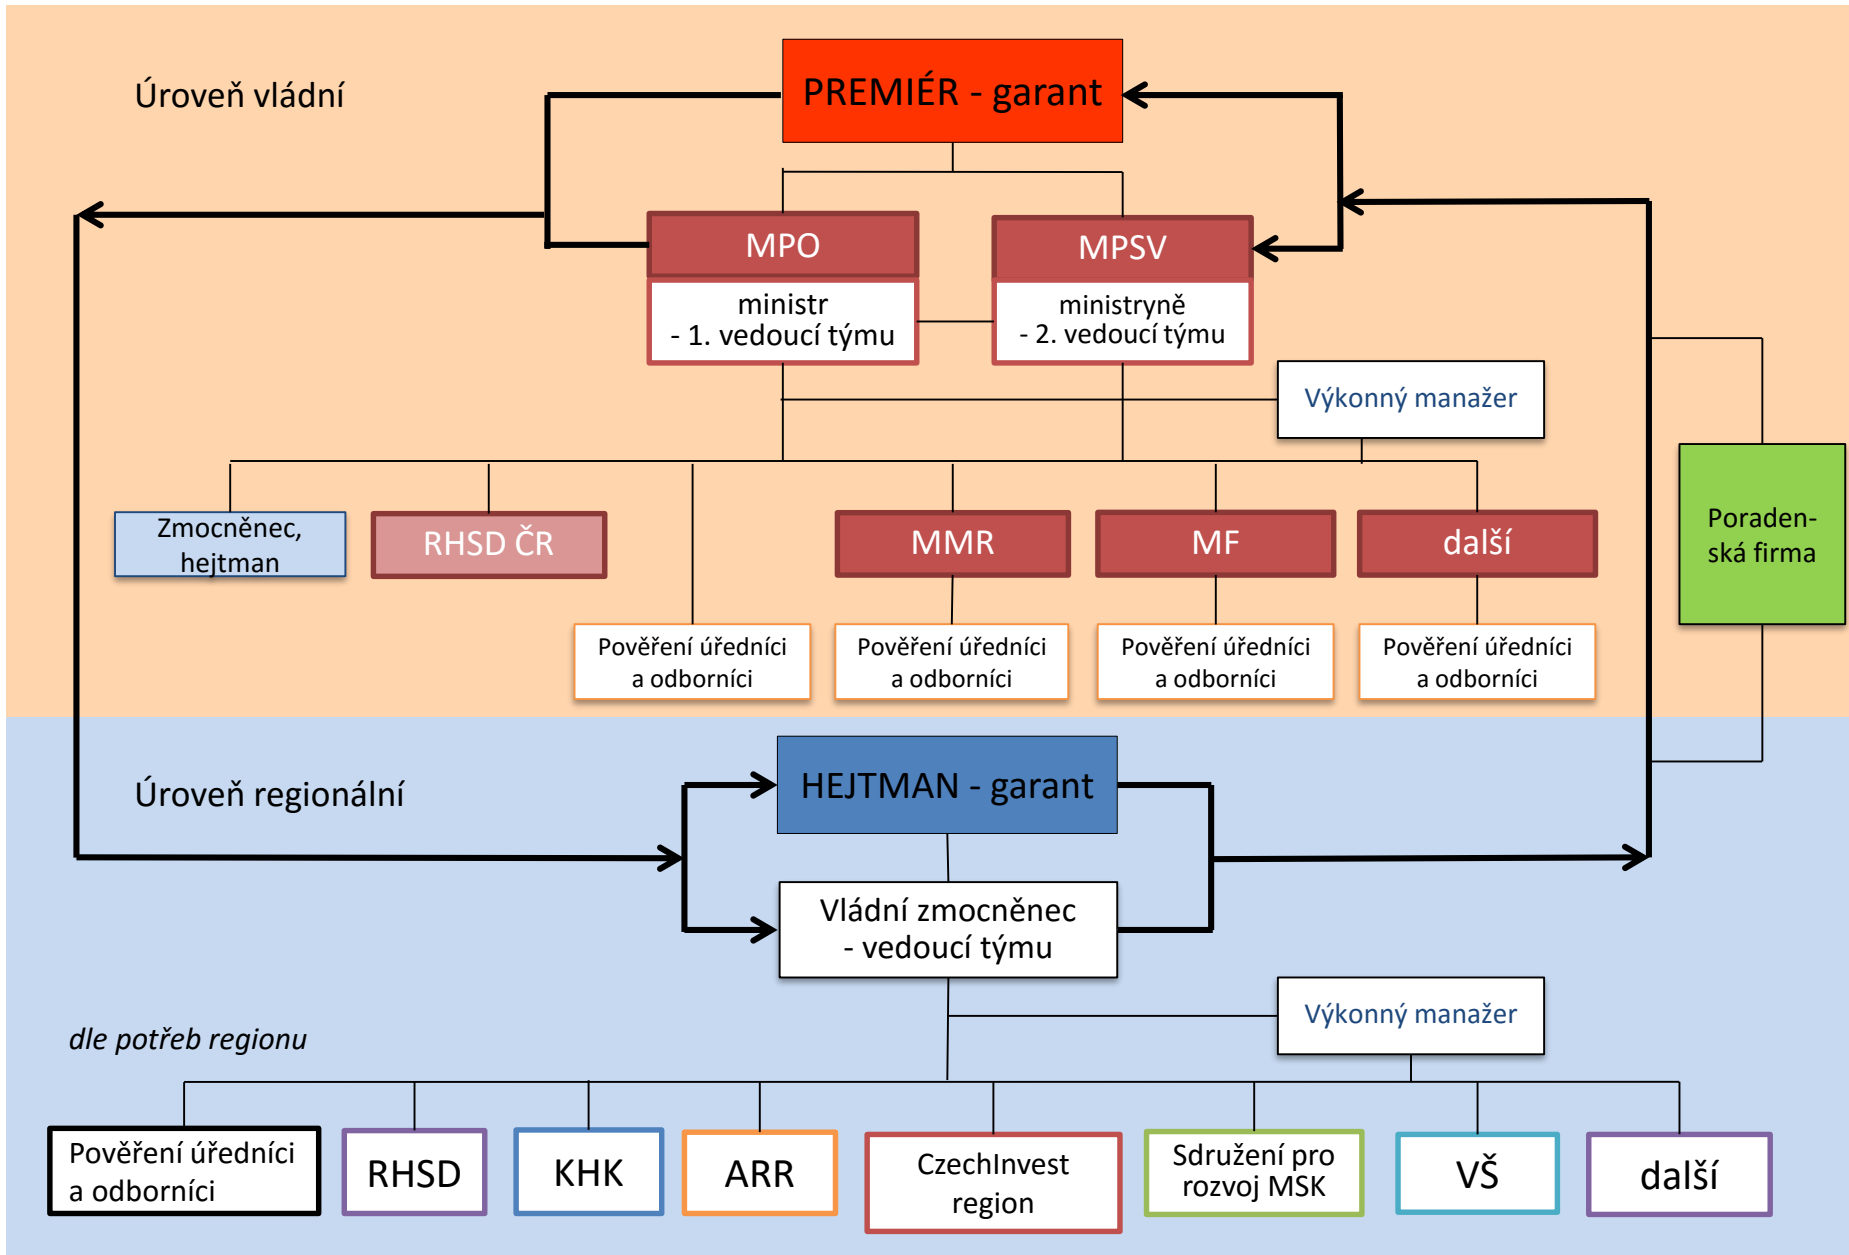 Úroveň vládní
PREMIÉR - garant
MPO
ministr
- 1. vedoucí týmu
MPSV
ministryně
- 2. vedoucí týmu
Výkonný manažer
Zmocněnec,
hejtman
RHSD ČR
MMR
MF
další
Poraden-
ská firma
Pověření úředníci
a odborníci
Pověření úředníci
a odborníci
Pověření úředníci
a odborníci
Pověření úředníci
a odborníci
Úroveň regionální
HEJTMAN - garant
Vládní zmocněnec
- vedoucí týmu
Výkonný manažer
dle potřeb regionu
Pověření úředníci
a odborníci
RHSD
KHK
ARR
CzechInvest
region
Sdružení pro
rozvoj MSK
VŠ
další